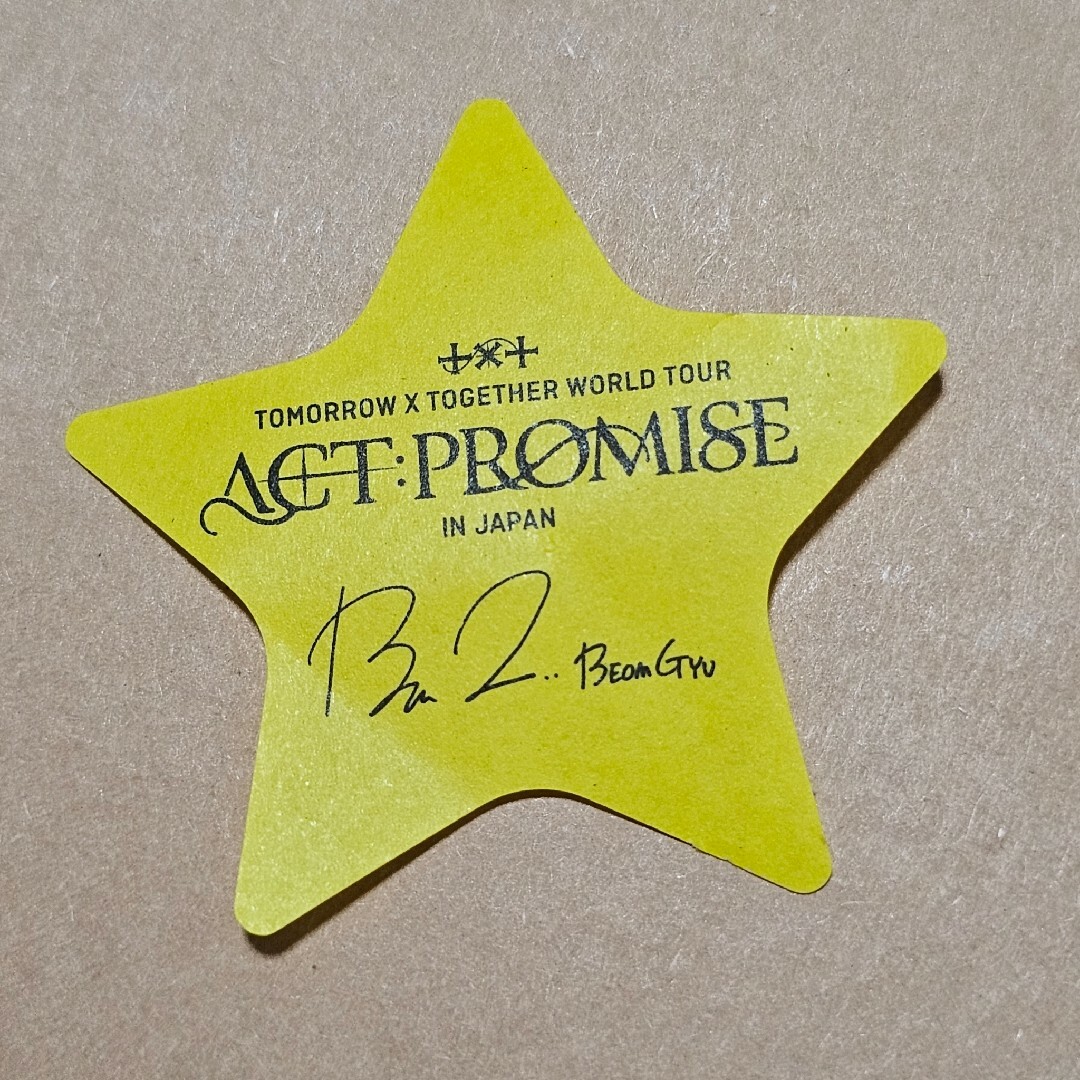 TOMORROW X TOGETHER WORLD TOUR
ACT:PROMISE
IN JAPAN
BEOMGYU